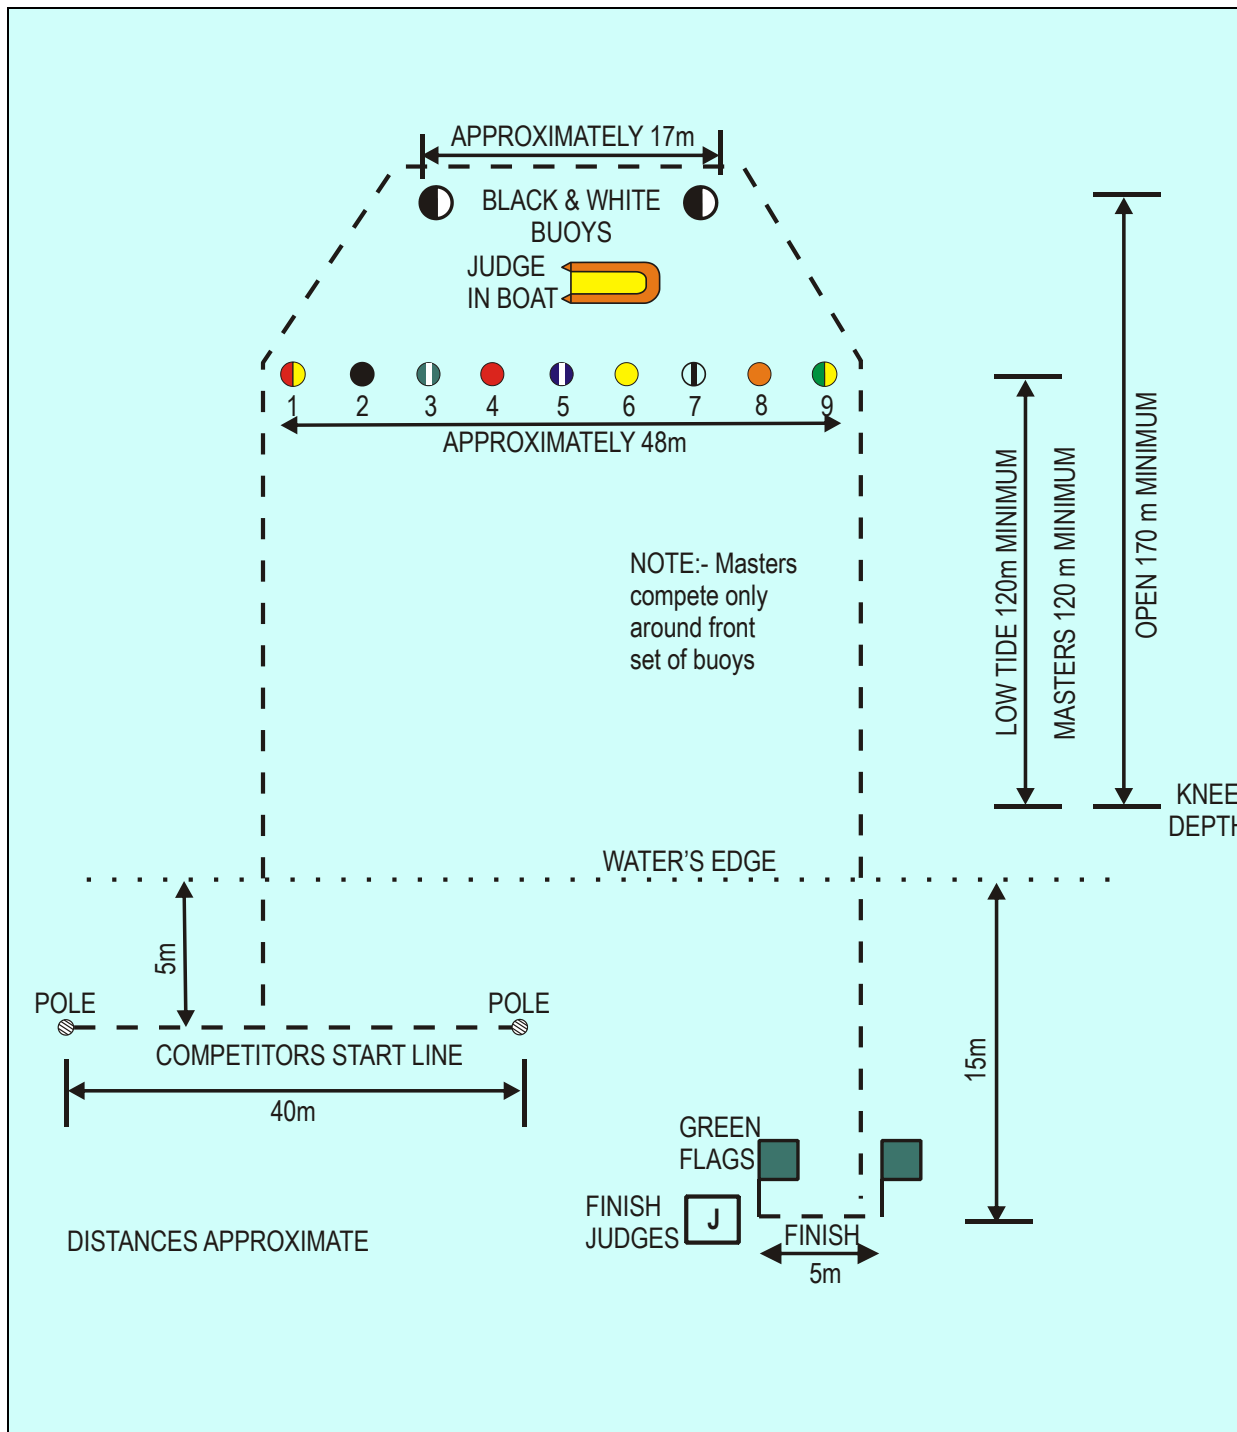 APPROXIMATELY 17m
BLACK & WHITE
BUOYS
JUDGE
IN BOAT
1 2 3 4 5 6 7 8 9
APPROXIMATELY 48m
NOTE:- Masters
compete only
around front
set of buoys
LOW TIDE 120m MINIMUM
MASTERS 120 m MINIMUM
OPEN 170 m MINIMUM
KNEE
DEPTH
WATER'S EDGE
5m
POLE
POLE
COMPETITORS START LINE
40m
15m
GREEN
FLAGS
FINISH
JUDGES
J
FINISH
5m
DISTANCES APPROXIMATE